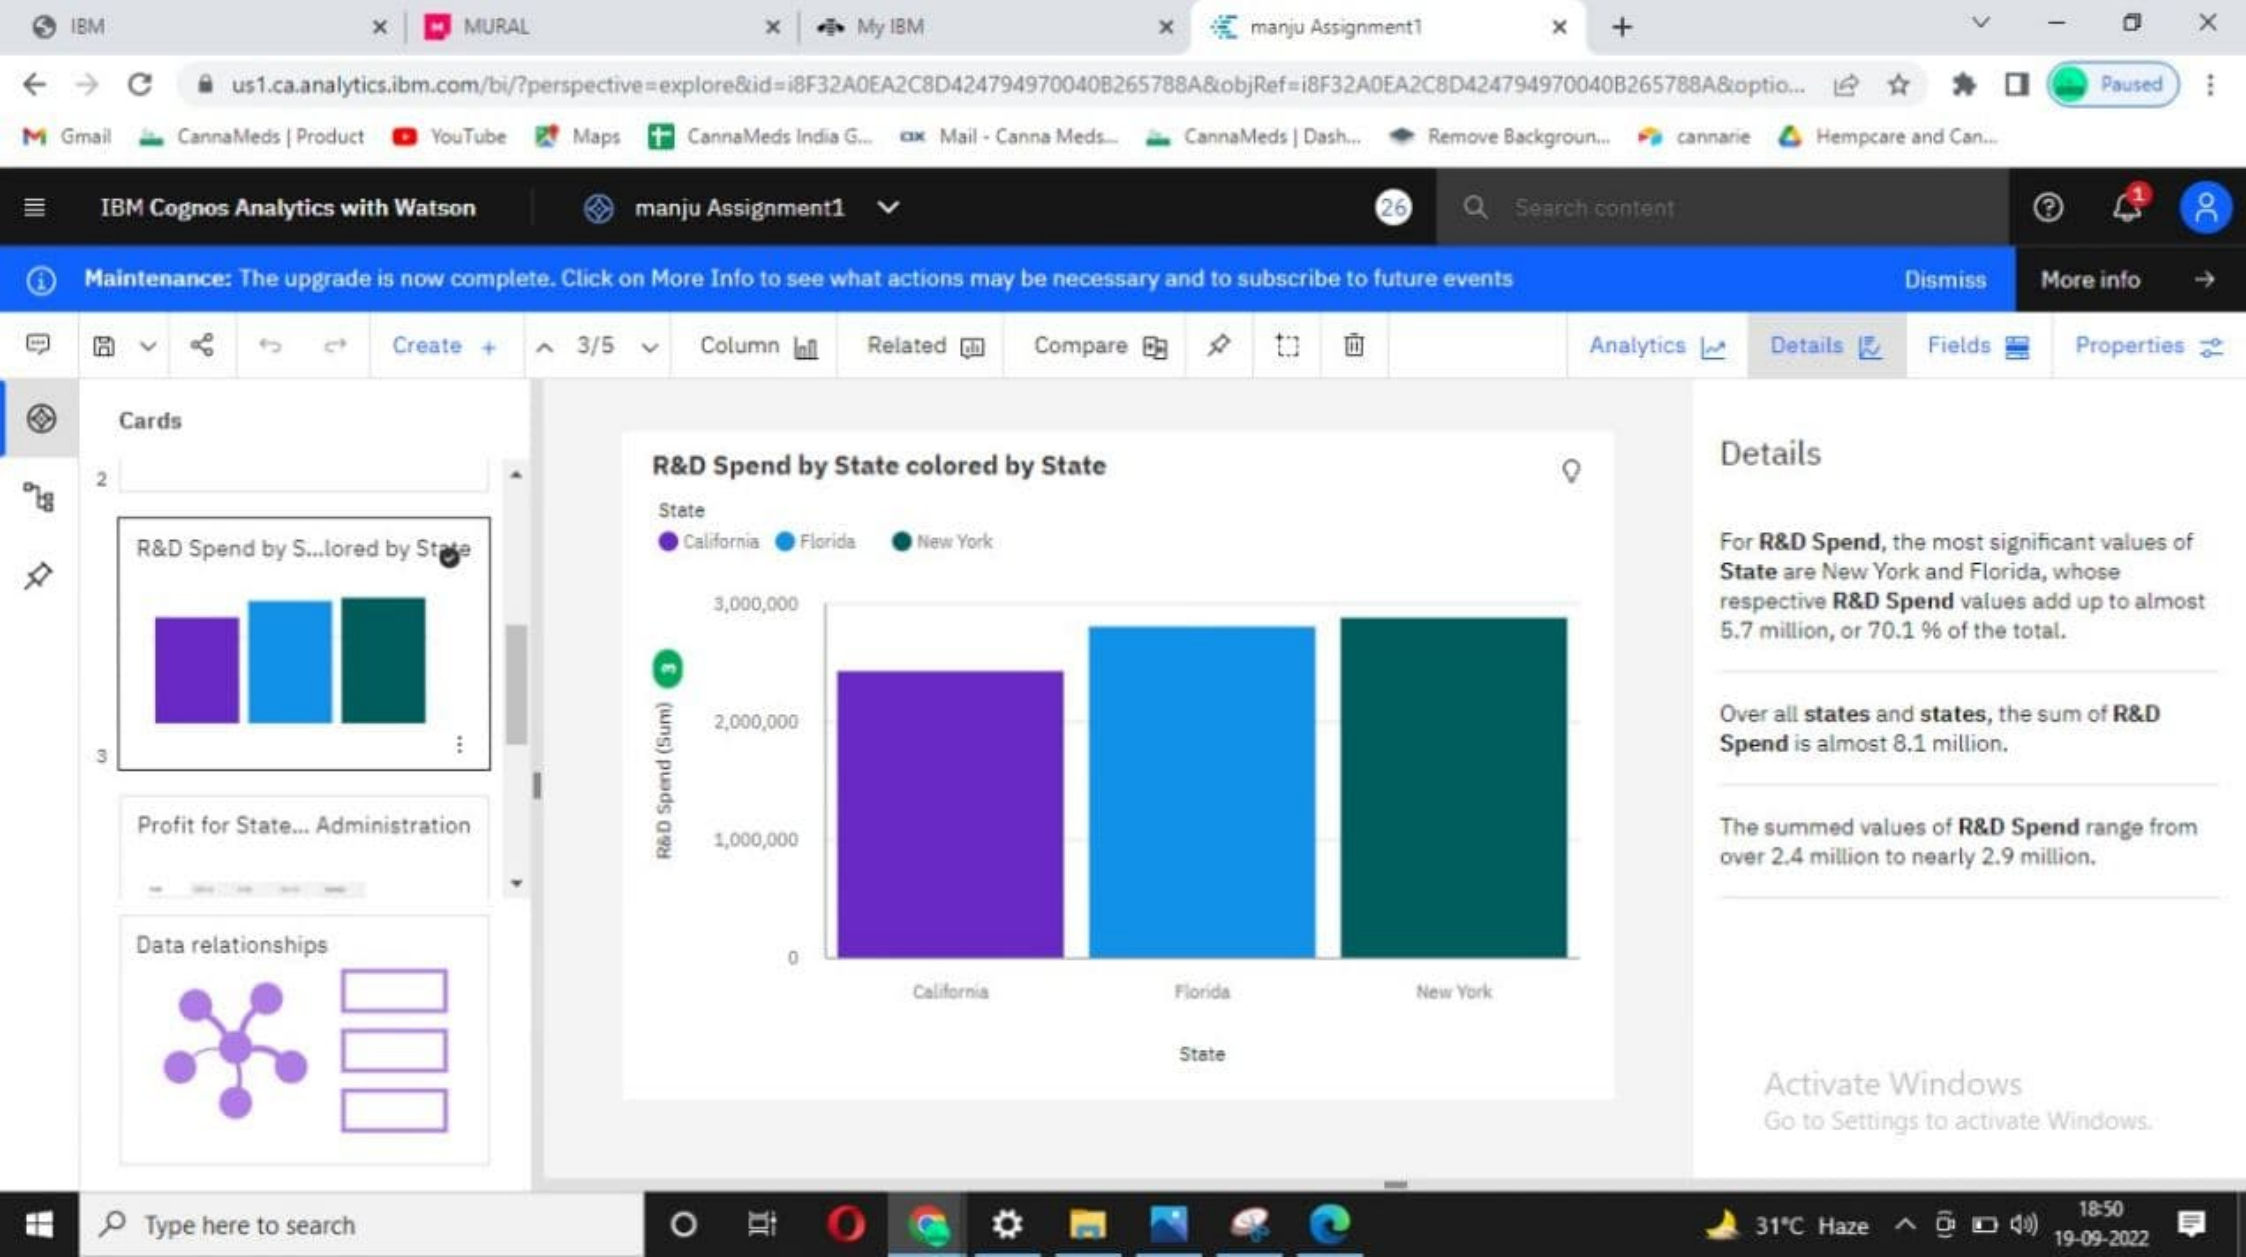 IBM
MURAL
My IBM
manju Assignment1
us1.ca.analytics.ibm.com/bi/?perspective=explore&id=i8F32A0EA2C8D424794970040B265788A&objRef=i8F32A0EA2C8D424794970040B265788A&optio...
Paused
Gmail
CannaMeds | Product
YouTube
Maps
CannaMeds India G...
Mail - Canna Meds...
CannaMeds | Dash...
Remove Backgroun...
cannarie
Hempcare and Can...
IBM Cognos Analytics with Watson
manju Assignment1
26
Search content
1
Maintenance: The upgrade is now complete. Click on More Info to see what actions may be necessary and to subscribe to future events
Dismiss
More info
Create +
3/5
Column
Related
Compare
Analytics
Details
Fields
Properties
Cards
2
R&D Spend by S...lored by State
3
Profit for State... Administration
Data relationships
R&D Spend by State colored by State
State
California
Florida
New York
3,000,000
2,000,000
1,000,000
0
R&D Spend (Sum)
3
California
Florida
New York
State
Details
For R&D Spend, the most significant values of
State are New York and Florida, whose
respective R&D Spend values add up to almost
5.7 million, or 70.1 % of the total.
Over all states and states, the sum of R&D
Spend is almost 8.1 million.
The summed values of R&D Spend range from
over 2.4 million to nearly 2.9 million.
Activate Windows
Go to Settings to activate Windows.
Type here to search
31°C Haze
18:50
19-09-2022